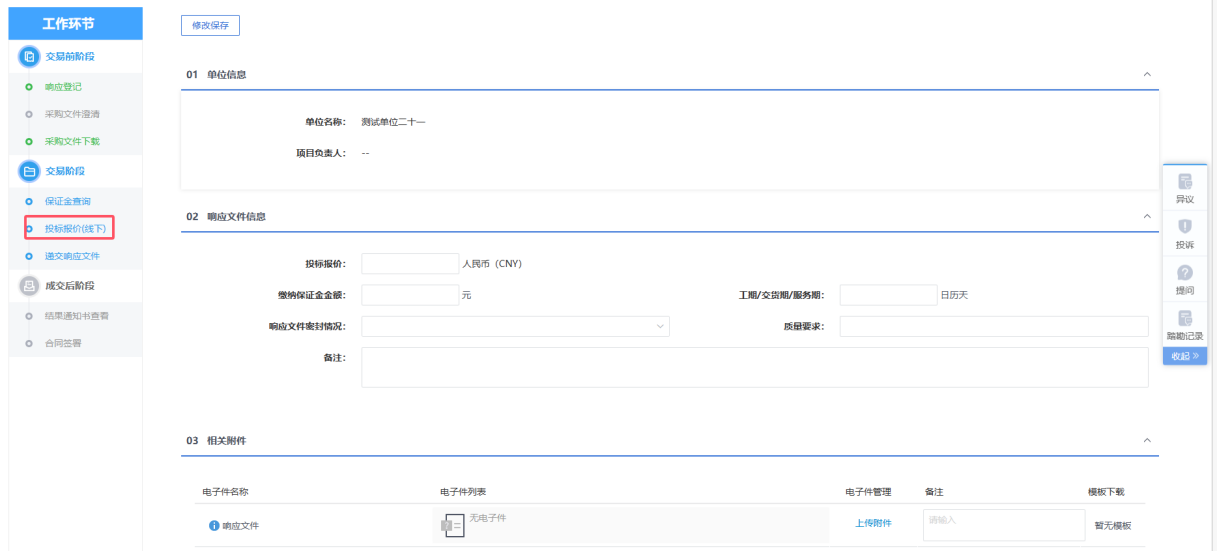 工作环节
交易前阶段
响应登记
采购文件澄清
采购文件下载
交易阶段
保证金查询
投标报价(线下)
递交响应文件
成交后阶段
结果通知书查看
合同签署
修改保存
01 单位信息
单位名称: 测试单位二十一
项目负责人: --
02 响应文件信息
投标报价: 人民币（CNY）
缴纳保证金金额: 元 工期/交货期/服务期: 日历天
响应文件密封情况: 质量要求:
备注:
03 相关附件
电子件名称 电子件列表 电子件管理 备注 模板下载
响应文件 无电子件 上传附件 请输入 暂无模板
异议
投诉
提问
踏勘记录
收起 »